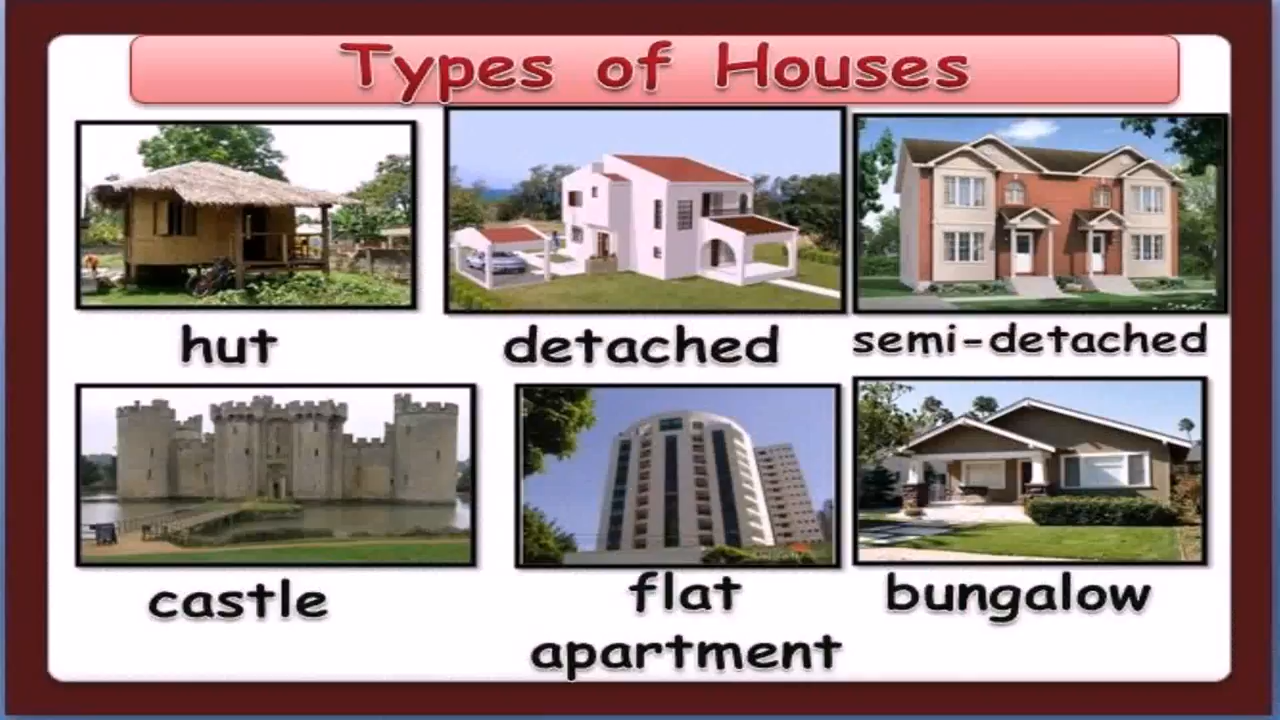 Types of Houses
hut
detached
semi-detached
castle
flat
apartment
bungalow